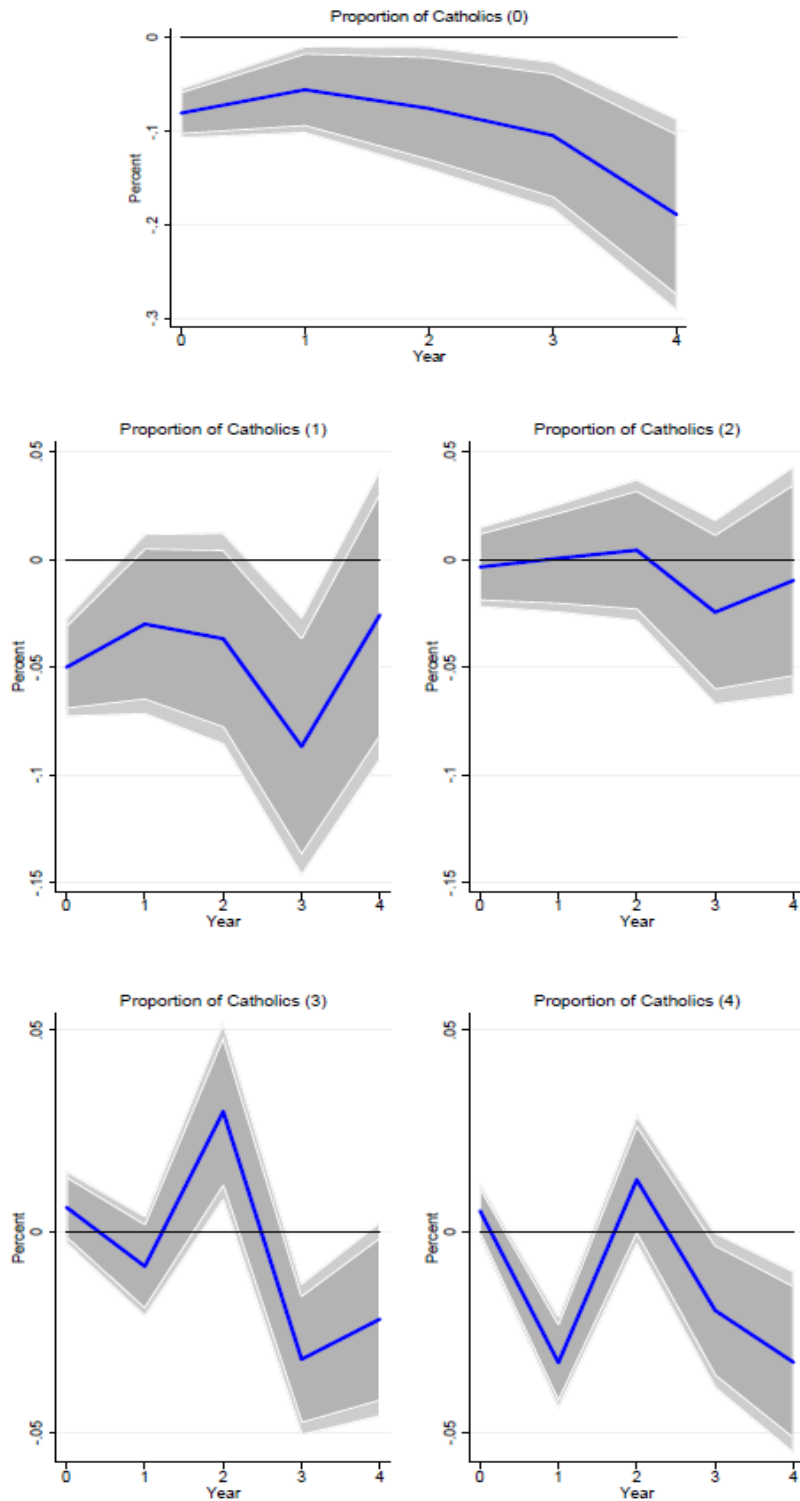 Proportion of Catholics (0)
0
-.1
-.2
-.3
Percent
0 1 2 3 4
Year
Proportion of Catholics (1)
.05
0
-.05
-.1
-.15
Percent
0 1 2 3 4
Year
Proportion of Catholics (2)
.05
0
-.05
-.1
-.15
Percent
0 1 2 3 4
Year
Proportion of Catholics (3)
.05
0
-.05
Percent
0 1 2 3 4
Year
Proportion of Catholics (4)
.05
0
-.05
Percent
0 1 2 3 4
Year